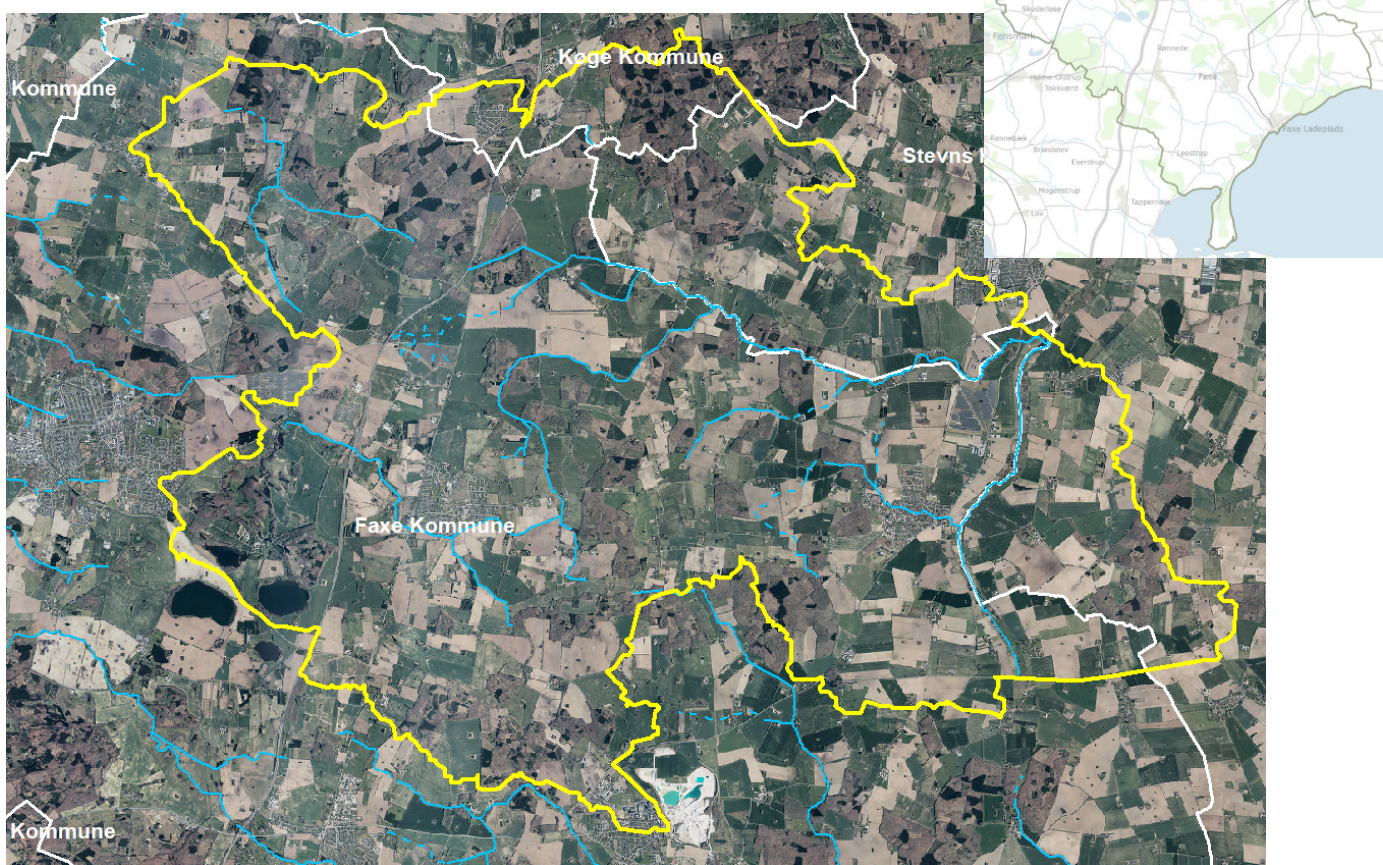 Kommune
Køge Kommune
Stevns
Faxe Kommune
Kommune
Skuderløse
Fensmark
Rønnede
Holme-Olstrup
Faxe
Toksværd
Faxe Ladeplads
Rønnebæk
Brandelev
Everdrup
Leestrup
Mogenstrup
Tappernøje
Lov